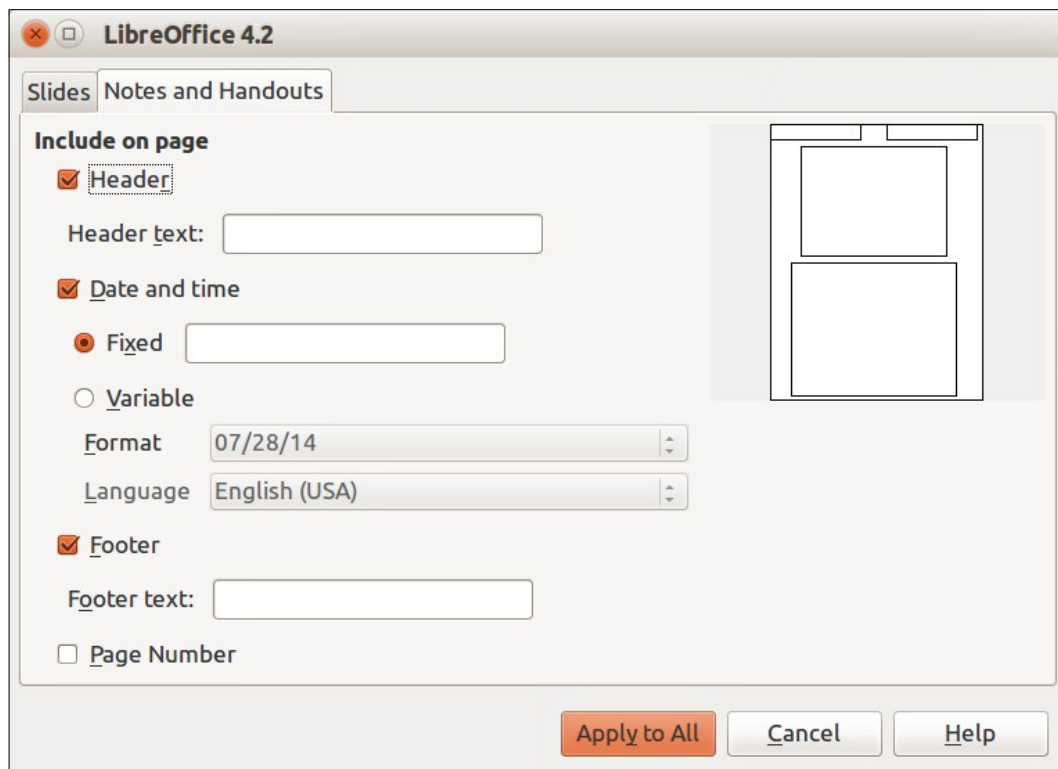 LibreOffice 4.2
Slides Notes and Handouts
Include on page
Header
Header text:
Date and time
Fixed
Variable
Format 07/28/14
Language English (USA)
Footer
Footer text:
Page Number
Apply to All Cancel Help